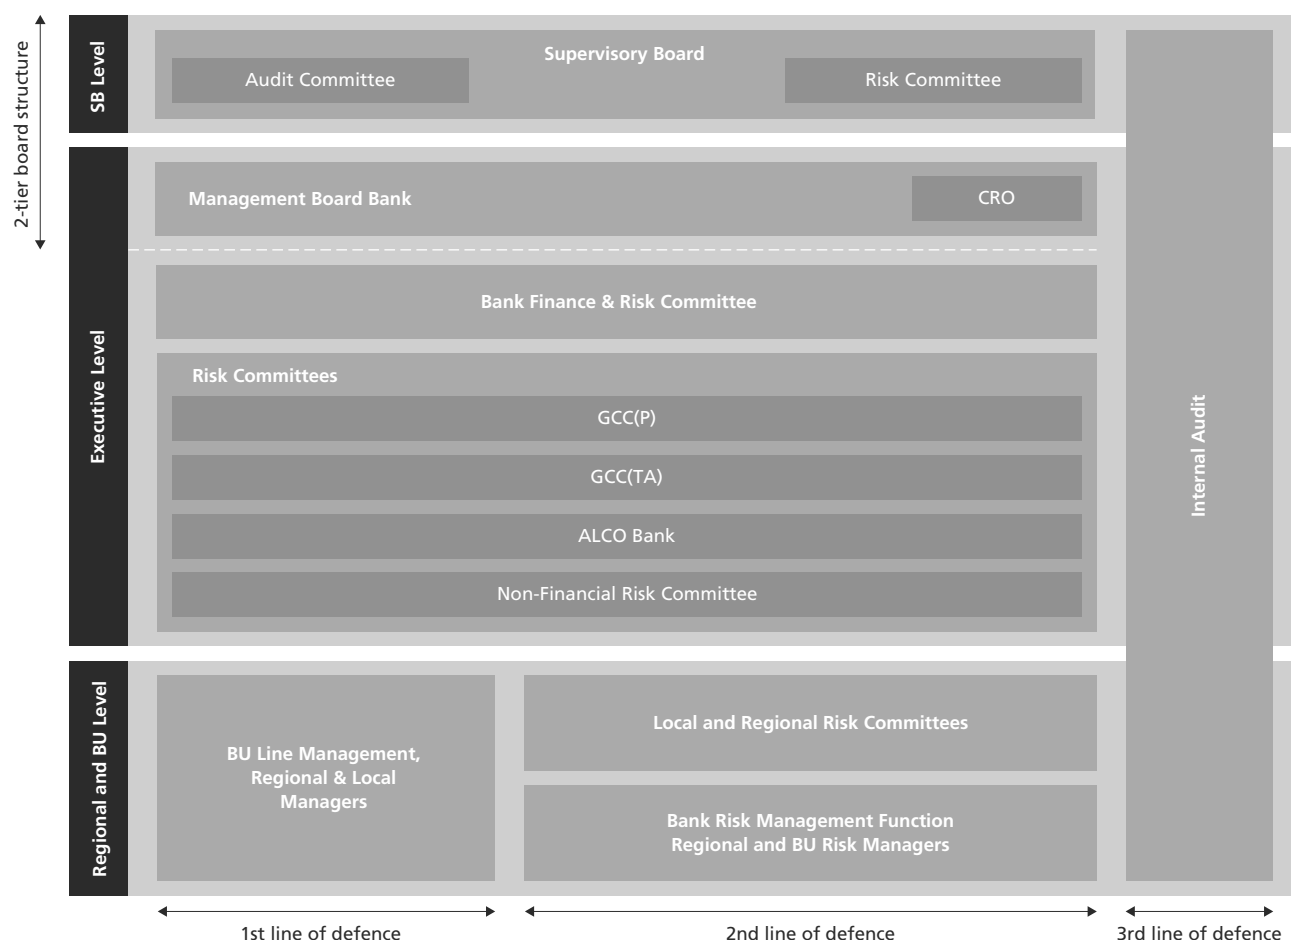 2-tier board structure
SB Level
Supervisory Board
Audit Committee
Risk Committee
Executive Level
Management Board Bank
CRO
Bank Finance & Risk Committee
Risk Committees
GCC(P)
GCC(TA)
ALCO Bank
Non-Financial Risk Committee
Internal Audit
Regional and BU Level
BU Line Management,
Regional & Local
Managers
Local and Regional Risk Committees
Bank Risk Management Function
Regional and BU Risk Managers
1st line of defence
2nd line of defence
3rd line of defence